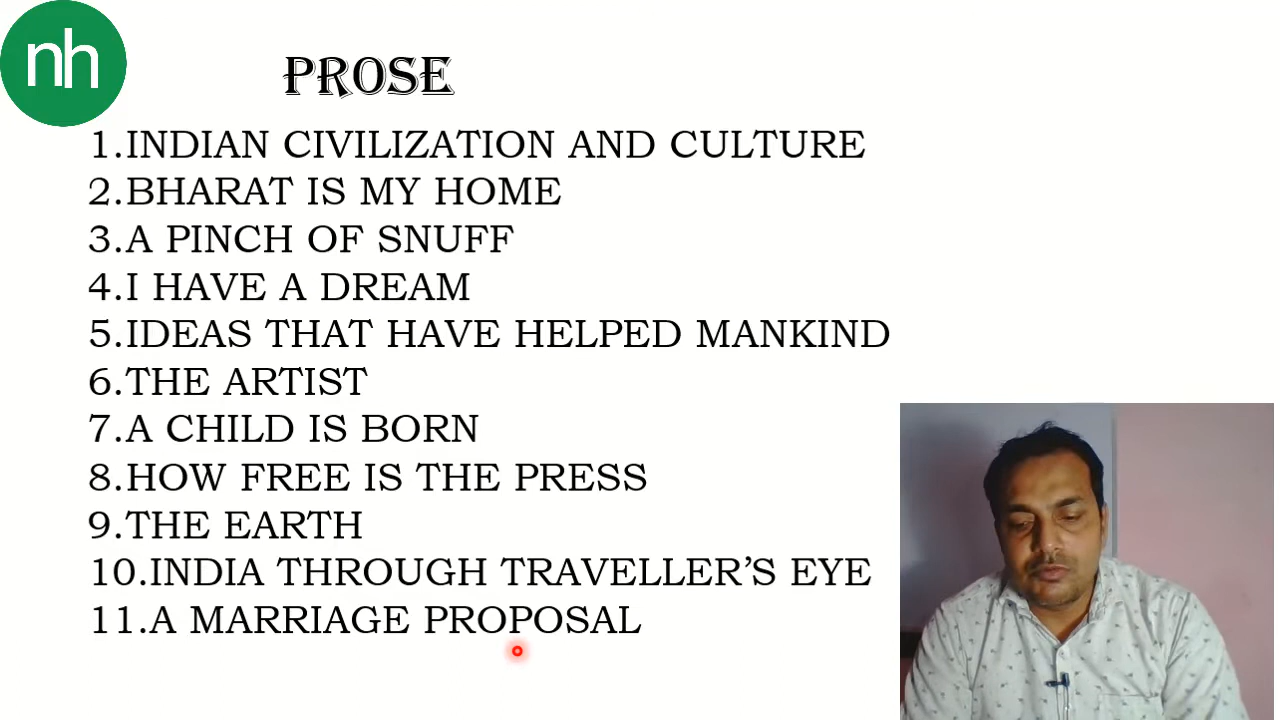 nh
PROSE
1.INDIAN CIVILIZATION AND CULTURE
2.BHARAT IS MY HOME
3.A PINCH OF SNUFF
4.I HAVE A DREAM
5.IDEAS THAT HAVE HELPED MANKIND
6.THE ARTIST
7.A CHILD IS BORN
8.HOW FREE IS THE PRESS
9.THE EARTH
10.INDIA THROUGH TRAVELLER’S EYE
11.A MARRIAGE PROPOSAL